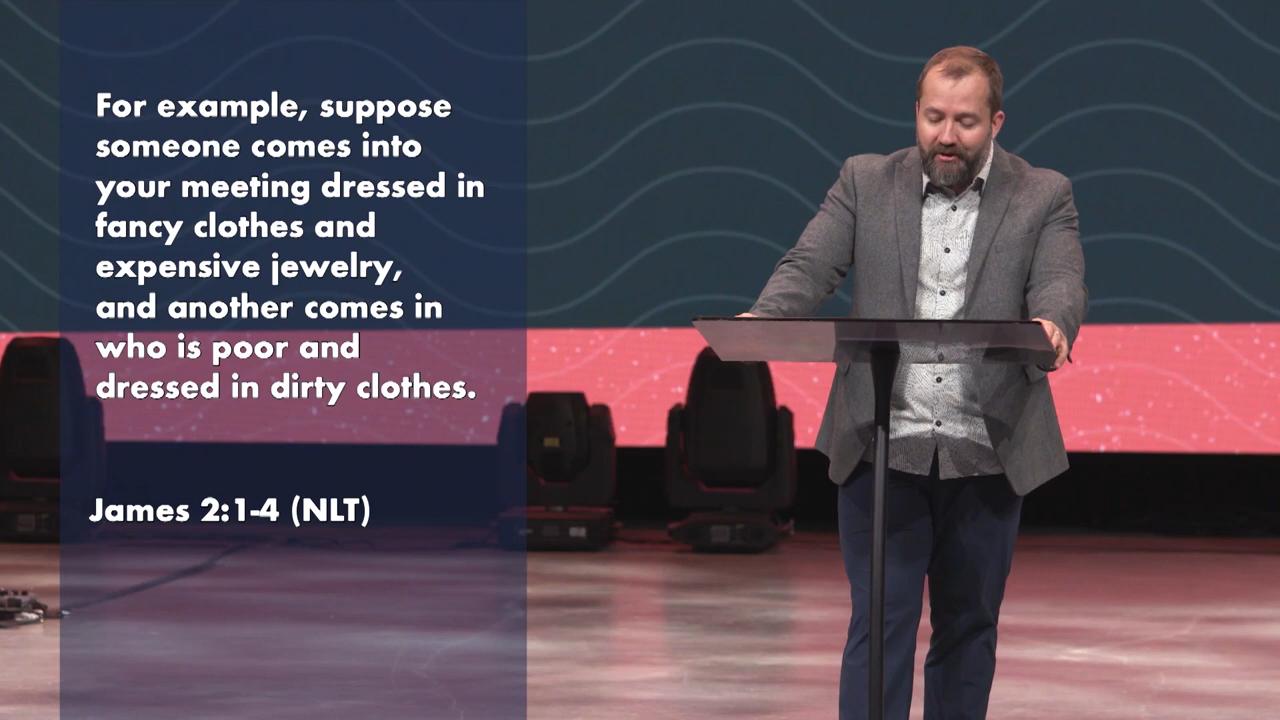 For example, suppose
someone comes into
your meeting dressed in
fancy clothes and
expensive jewelry,
and another comes in
who is poor and
dressed in dirty clothes.
James 2:1-4 (NLT)